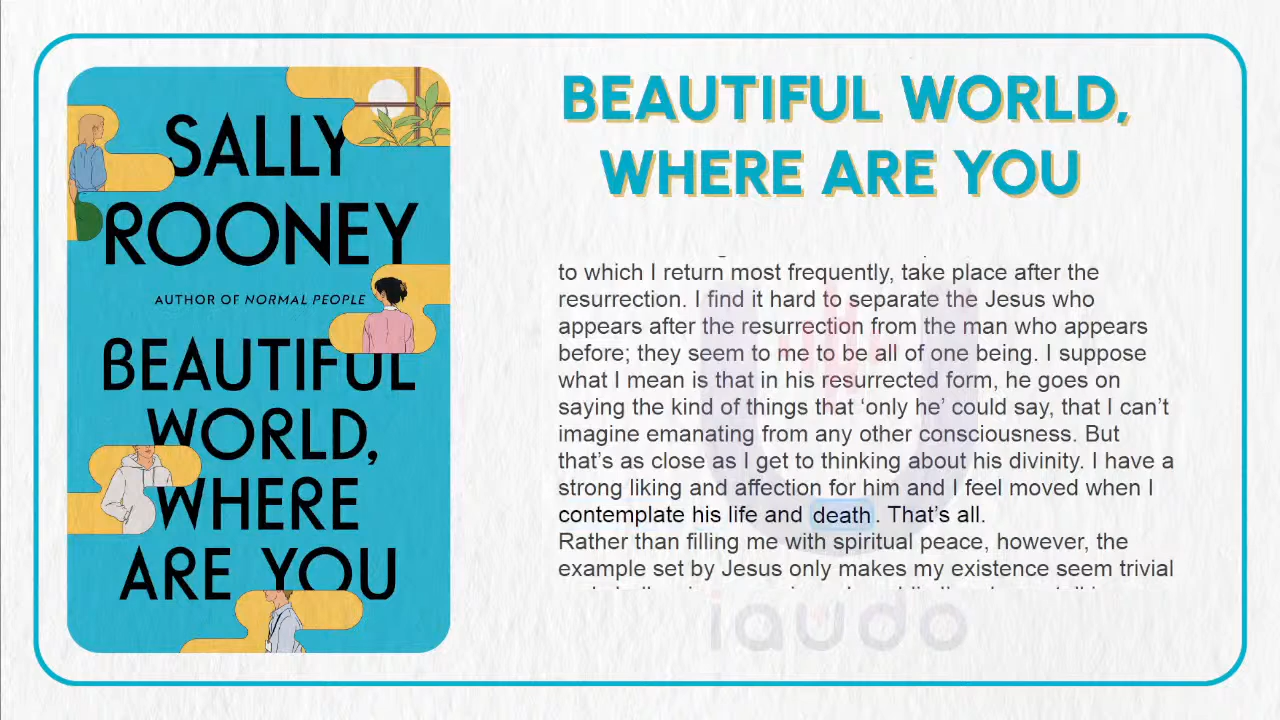 SALLY
ROONEY
AUTHOR OF NORMAL PEOPLE
BEAUTIFUL
WORLD,
WHERE
ARE YOU
BEAUTIFUL WORLD,
WHERE ARE YOU
to which I return most frequently, take place after the
resurrection. I find it hard to separate the Jesus who
appears after the resurrection from the man who appears
before; they seem to me to be all of one being. I suppose
what I mean is that in his resurrected form, he goes on
saying the kind of things that ‘only he’ could say, that I can’t
imagine emanating from any other consciousness. But
that’s as close as I get to thinking about his divinity. I have a
strong liking and affection for him and I feel moved when I
contemplate his life and death. That’s all.
Rather than filling me with spiritual peace, however, the
example set by Jesus only makes my existence seem trivial
iaudo